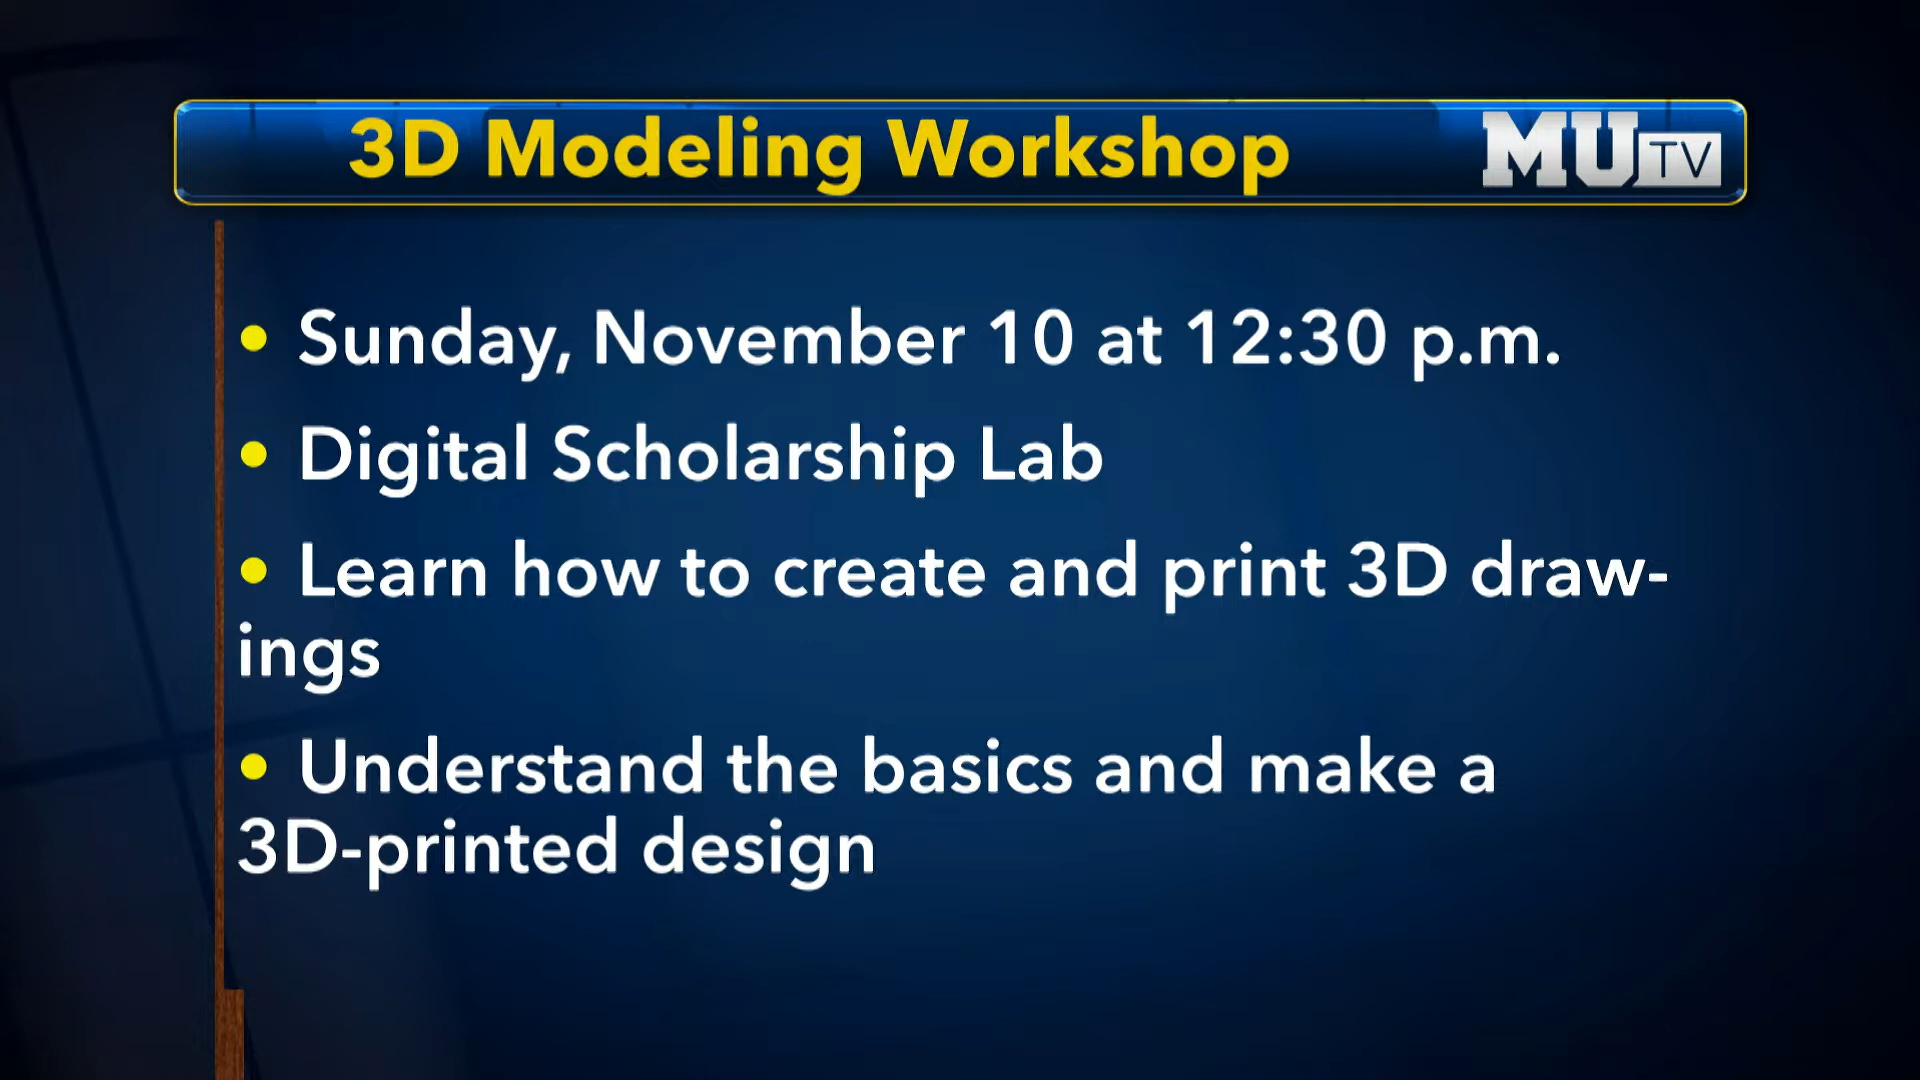 3D Modeling Workshop
MU TV
• Sunday, November 10 at 12:30 p.m.
• Digital Scholarship Lab
• Learn how to create and print 3D draw-
ings
• Understand the basics and make a
3D-printed design